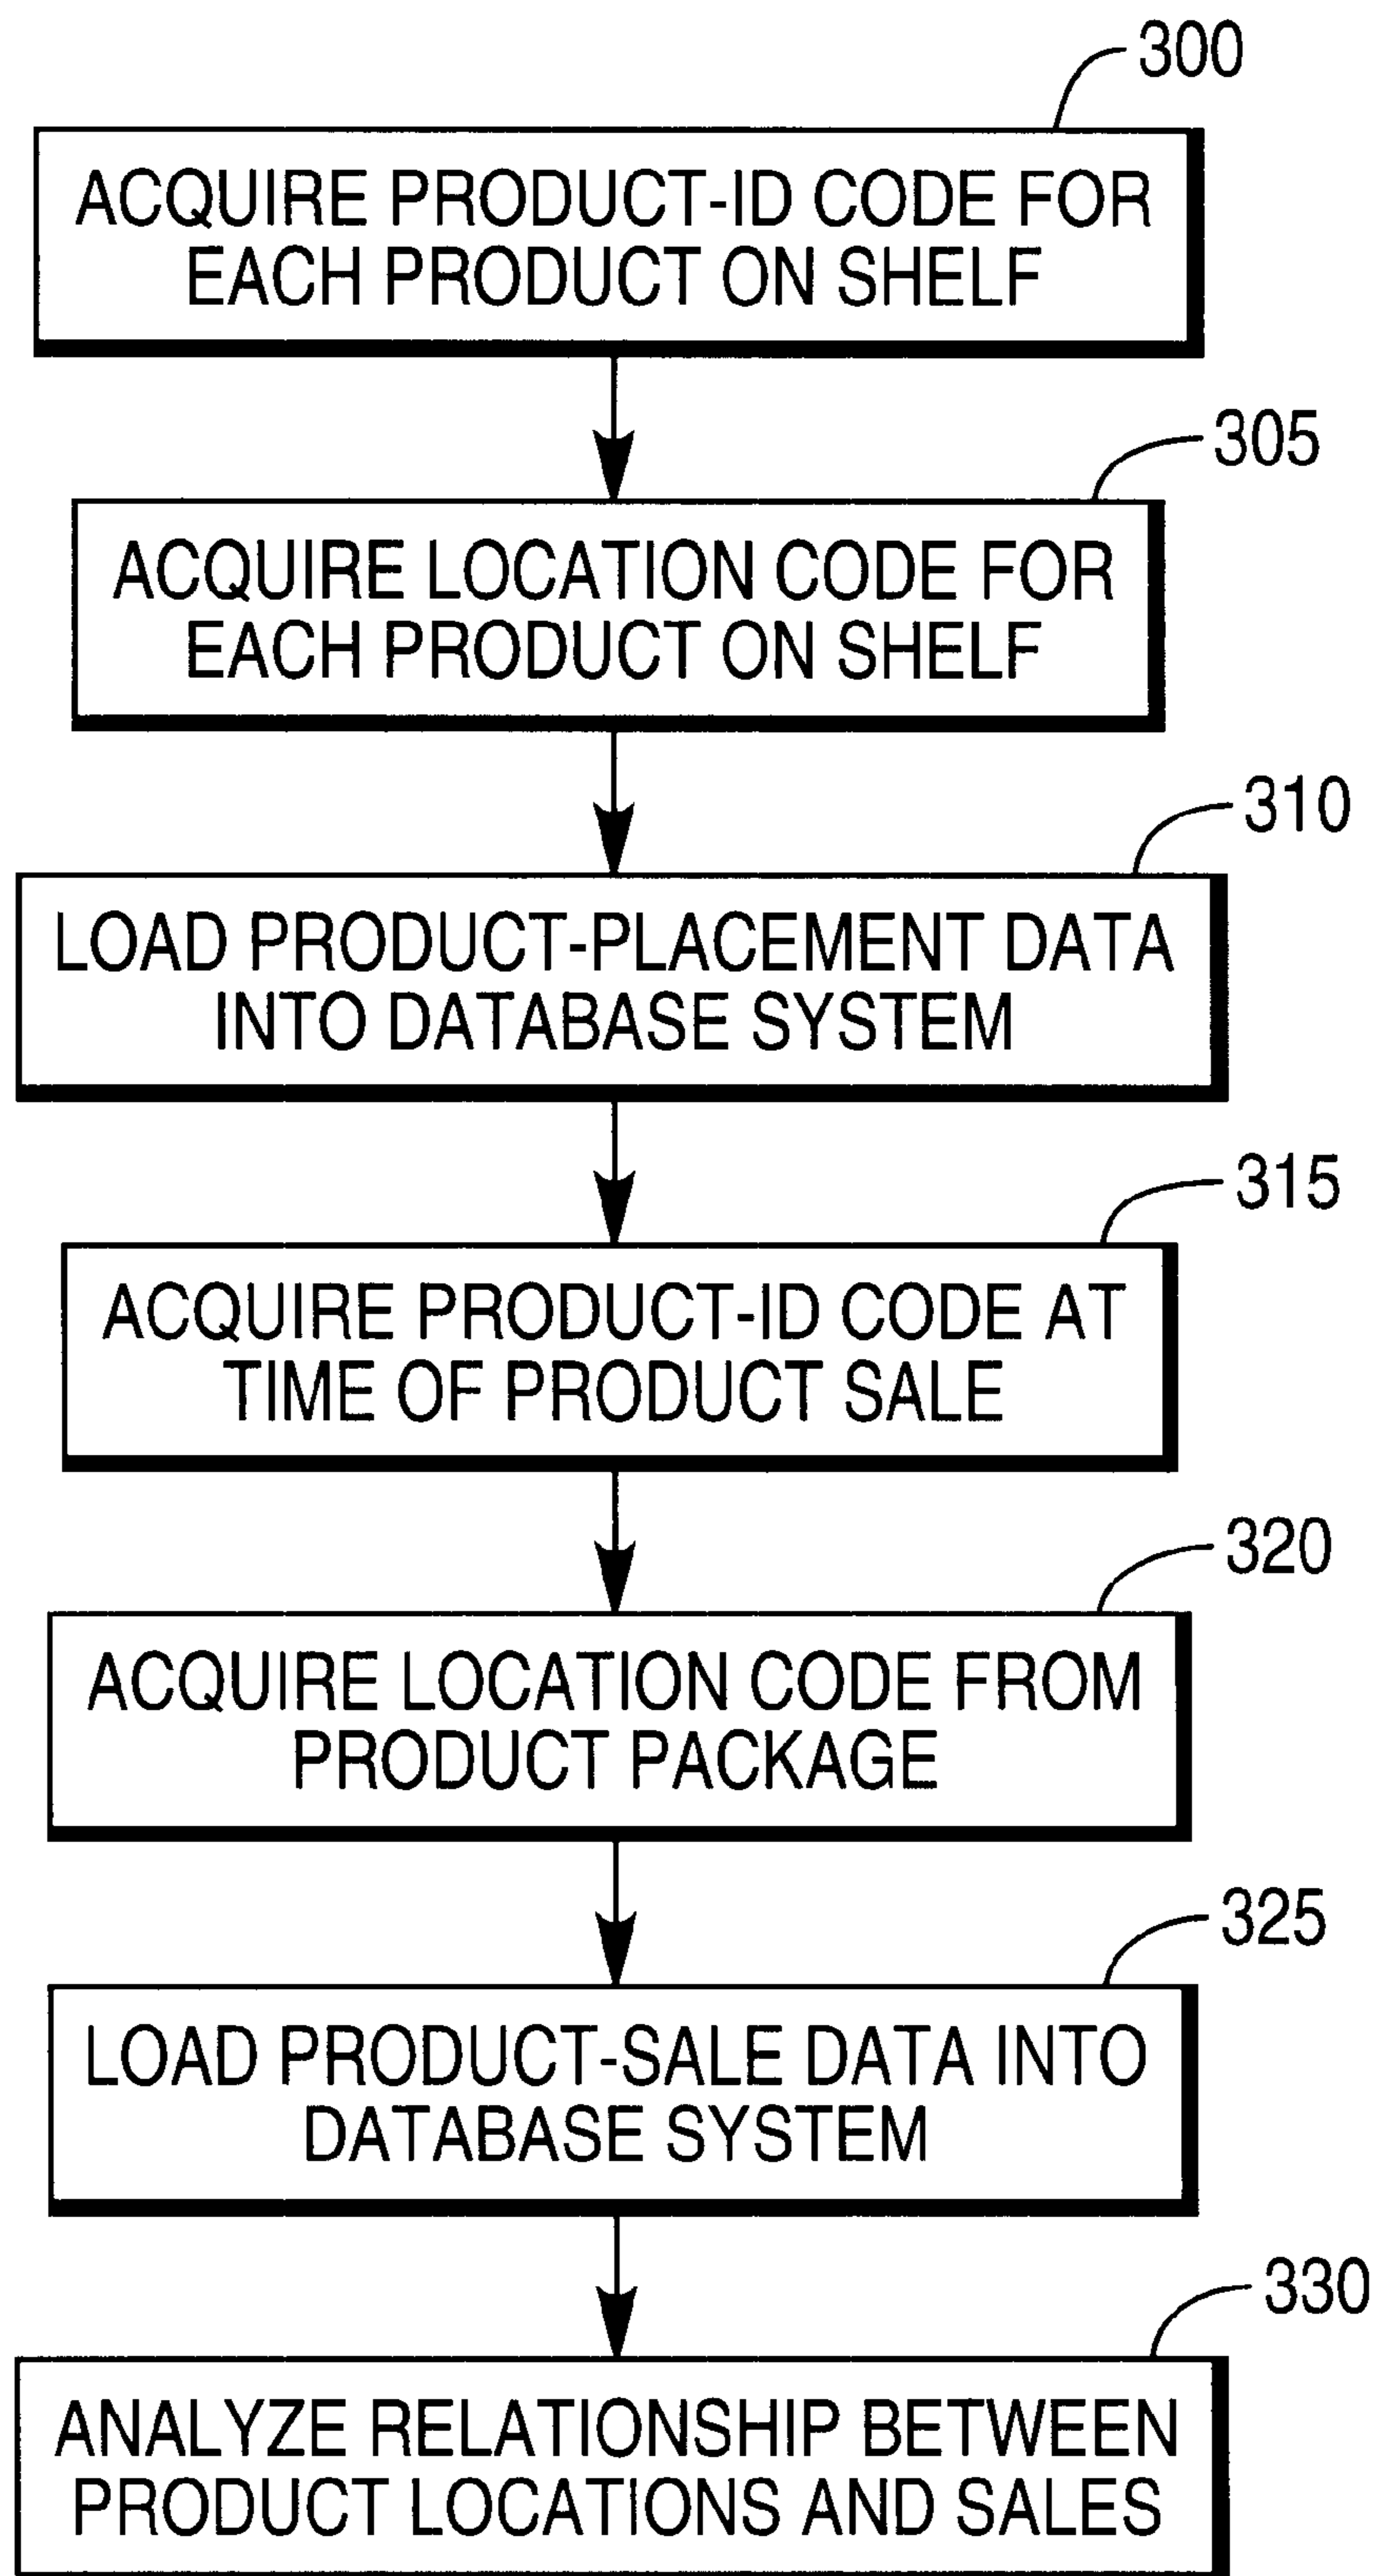 300
ACQUIRE PRODUCT-ID CODE FOR
EACH PRODUCT ON SHELF
305
ACQUIRE LOCATION CODE FOR
EACH PRODUCT ON SHELF
310
LOAD PRODUCT-PLACEMENT DATA
INTO DATABASE SYSTEM
315
ACQUIRE PRODUCT-ID CODE AT
TIME OF PRODUCT SALE
320
ACQUIRE LOCATION CODE FROM
PRODUCT PACKAGE
325
LOAD PRODUCT-SALE DATA INTO
DATABASE SYSTEM
330
ANALYZE RELATIONSHIP BETWEEN
PRODUCT LOCATIONS AND SALES